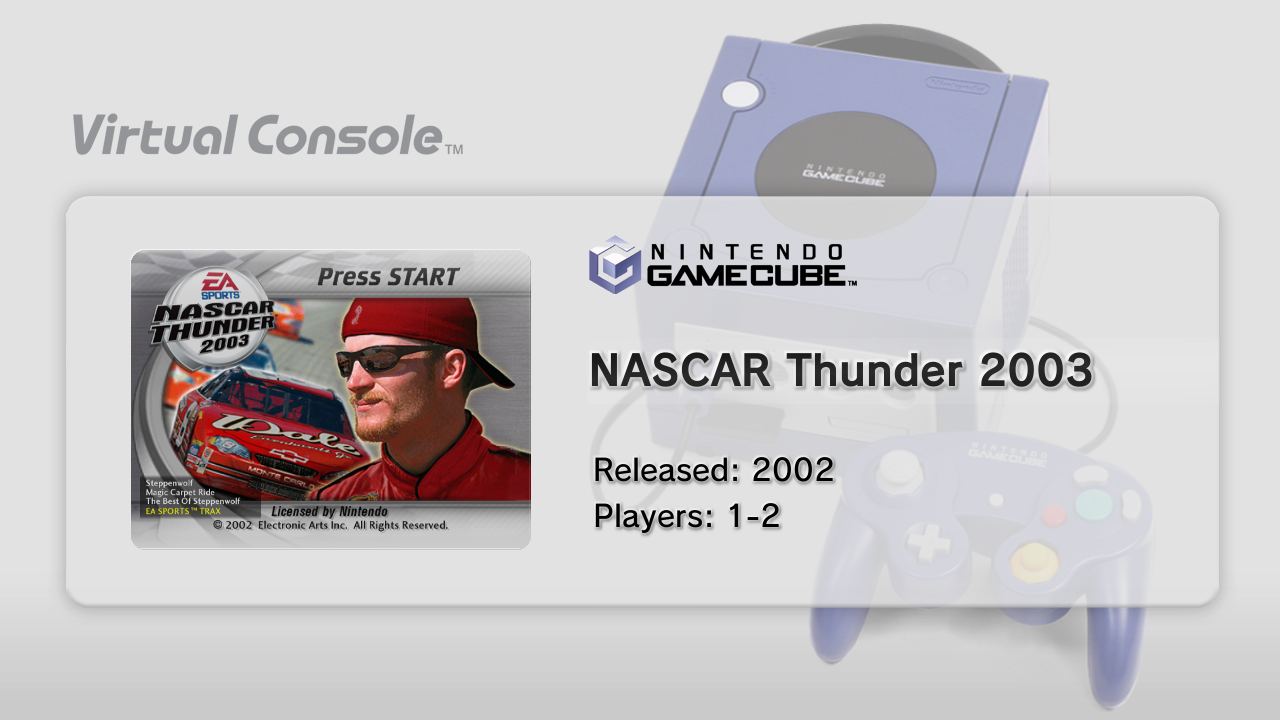 Virtual Console™
NINTENDO
GAMECUBE
NINTENDO
GAMECUBE™
Press START
EA
SPORTS
NASCAR
THUNDER
2003
NASCAR Thunder 2003
Released: 2002
Players: 1-2
Dale
Earnhardt Jr.
MONTE CARLO
Steppenwolf
Magic Carpet Ride
The Best Of Steppenwolf
EA SPORTS™ TRAX
Licensed by Nintendo
© 2002 Electronic Arts Inc. All Rights Reserved.
NINTENDO
GAMECUBE